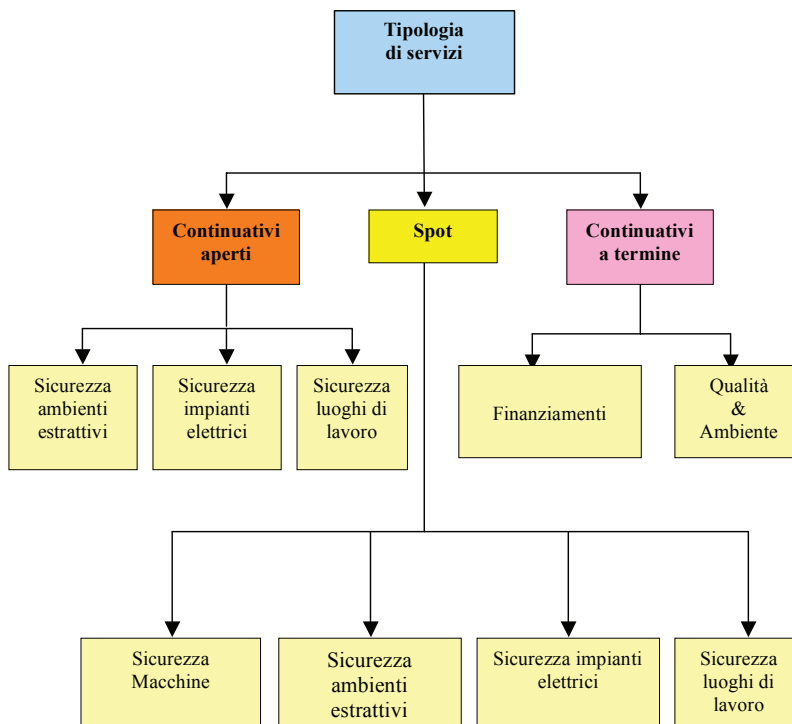 Tipologia
di servizi
Continuativi
aperti
Spot
Continuativi
a termine
Sicurezza
ambienti
estrattivi
Sicurezza
impianti
elettrici
Sicurezza
luoghi di
lavoro
Finanziamenti
Qualità
&
Ambiente
Sicurezza
Macchine
Sicurezza
ambienti
estrattivi
Sicurezza impianti
elettrici
Sicurezza
luoghi di
lavoro